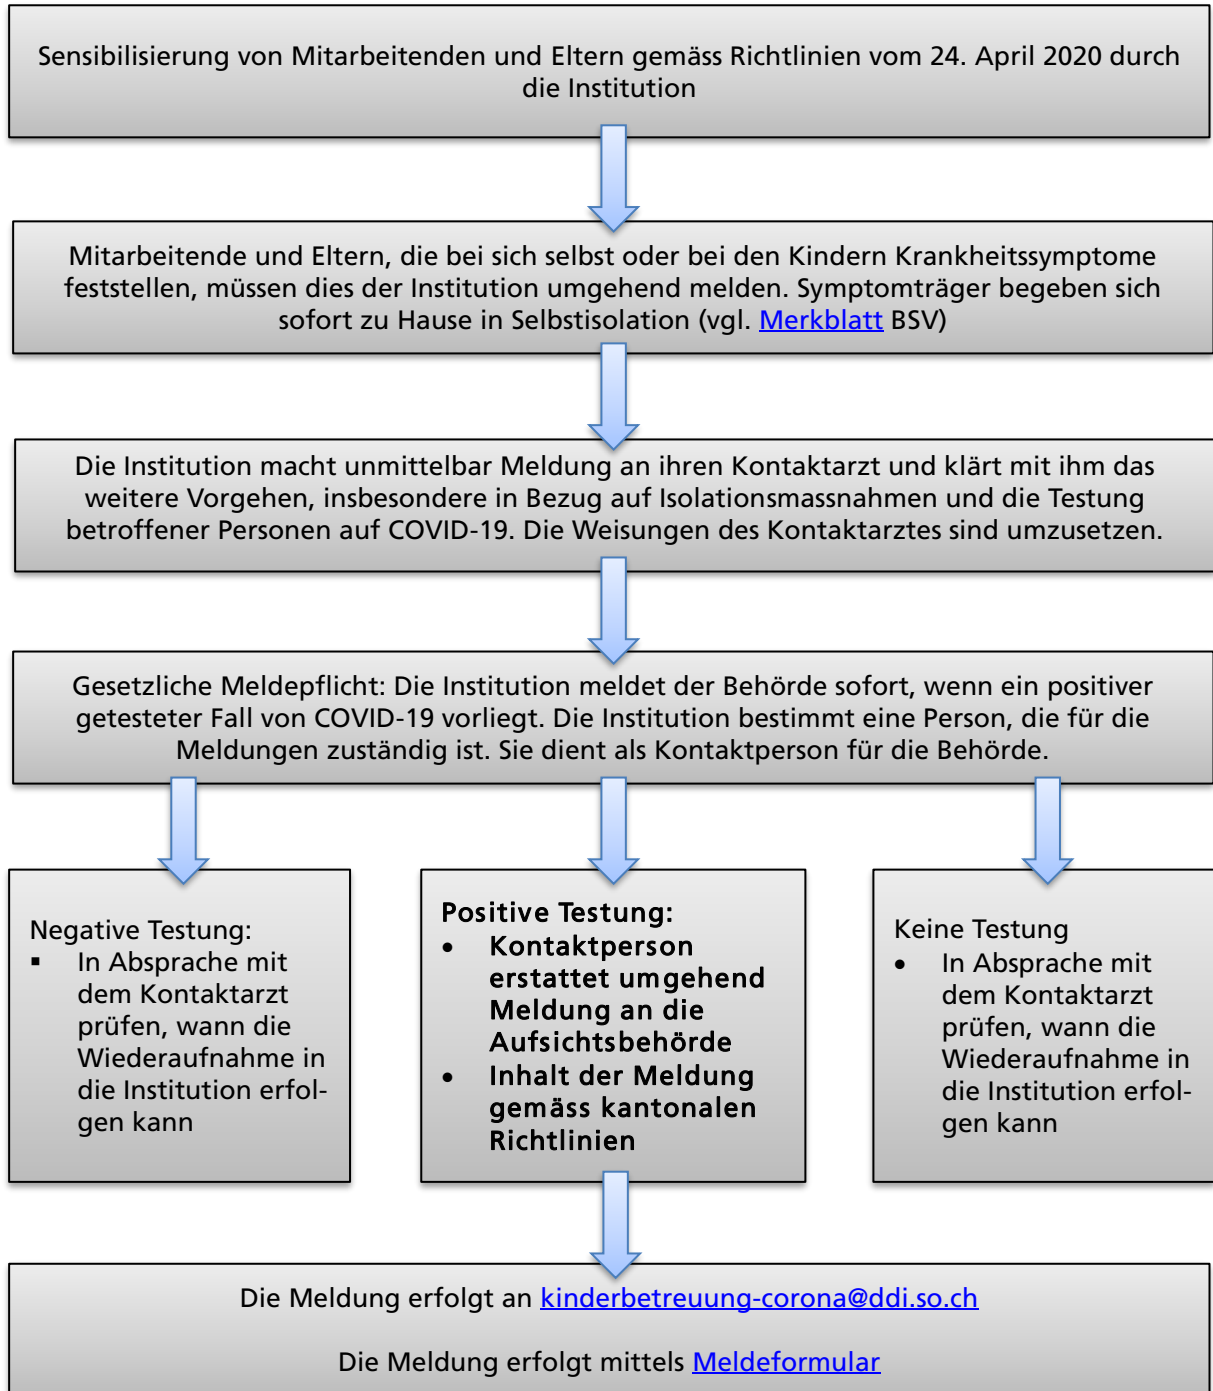 Sensibilisierung von Mitarbeitenden und Eltern gemäss Richtlinien vom 24. April 2020 durch
die Institution
Mitarbeitende und Eltern, die bei sich selbst oder bei den Kindern Krankheitssymptome
feststellen, müssen dies der Institution umgehend melden. Symptomträger begeben sich
sofort zu Hause in Selbstisolation (vgl. Merkblatt BSV)
Die Institution macht unmittelbar Meldung an ihren Kontaktarzt und klärt mit ihm das
weitere Vorgehen, insbesondere in Bezug auf Isolationsmassnahmen und die Testung
betroffener Personen auf COVID-19. Die Weisungen des Kontaktarztes sind umzusetzen.
Gesetzliche Meldepflicht: Die Institution meldet der Behörde sofort, wenn ein positiver
getesteter Fall von COVID-19 vorliegt. Die Institution bestimmt eine Person, die für die
Meldungen zuständig ist. Sie dient als Kontaktperson für die Behörde.
Negative Testung:
▪ In Absprache mit
dem Kontaktarzt
prüfen, wann die
Wiederaufnahme in
die Institution erfol-
gen kann
Positive Testung:
• Kontaktperson
erstattet umgehend
Meldung an die
Aufsichtsbehörde
• Inhalt der Meldung
gemäss kantonalen
Richtlinien
Keine Testung
• In Absprache mit
dem Kontaktarzt
prüfen, wann die
Wiederaufnahme in
die Institution erfol-
gen kann
Die Meldung erfolgt an kinderbetreuung-corona@ddi.so.ch
Die Meldung erfolgt mittels Meldeformular